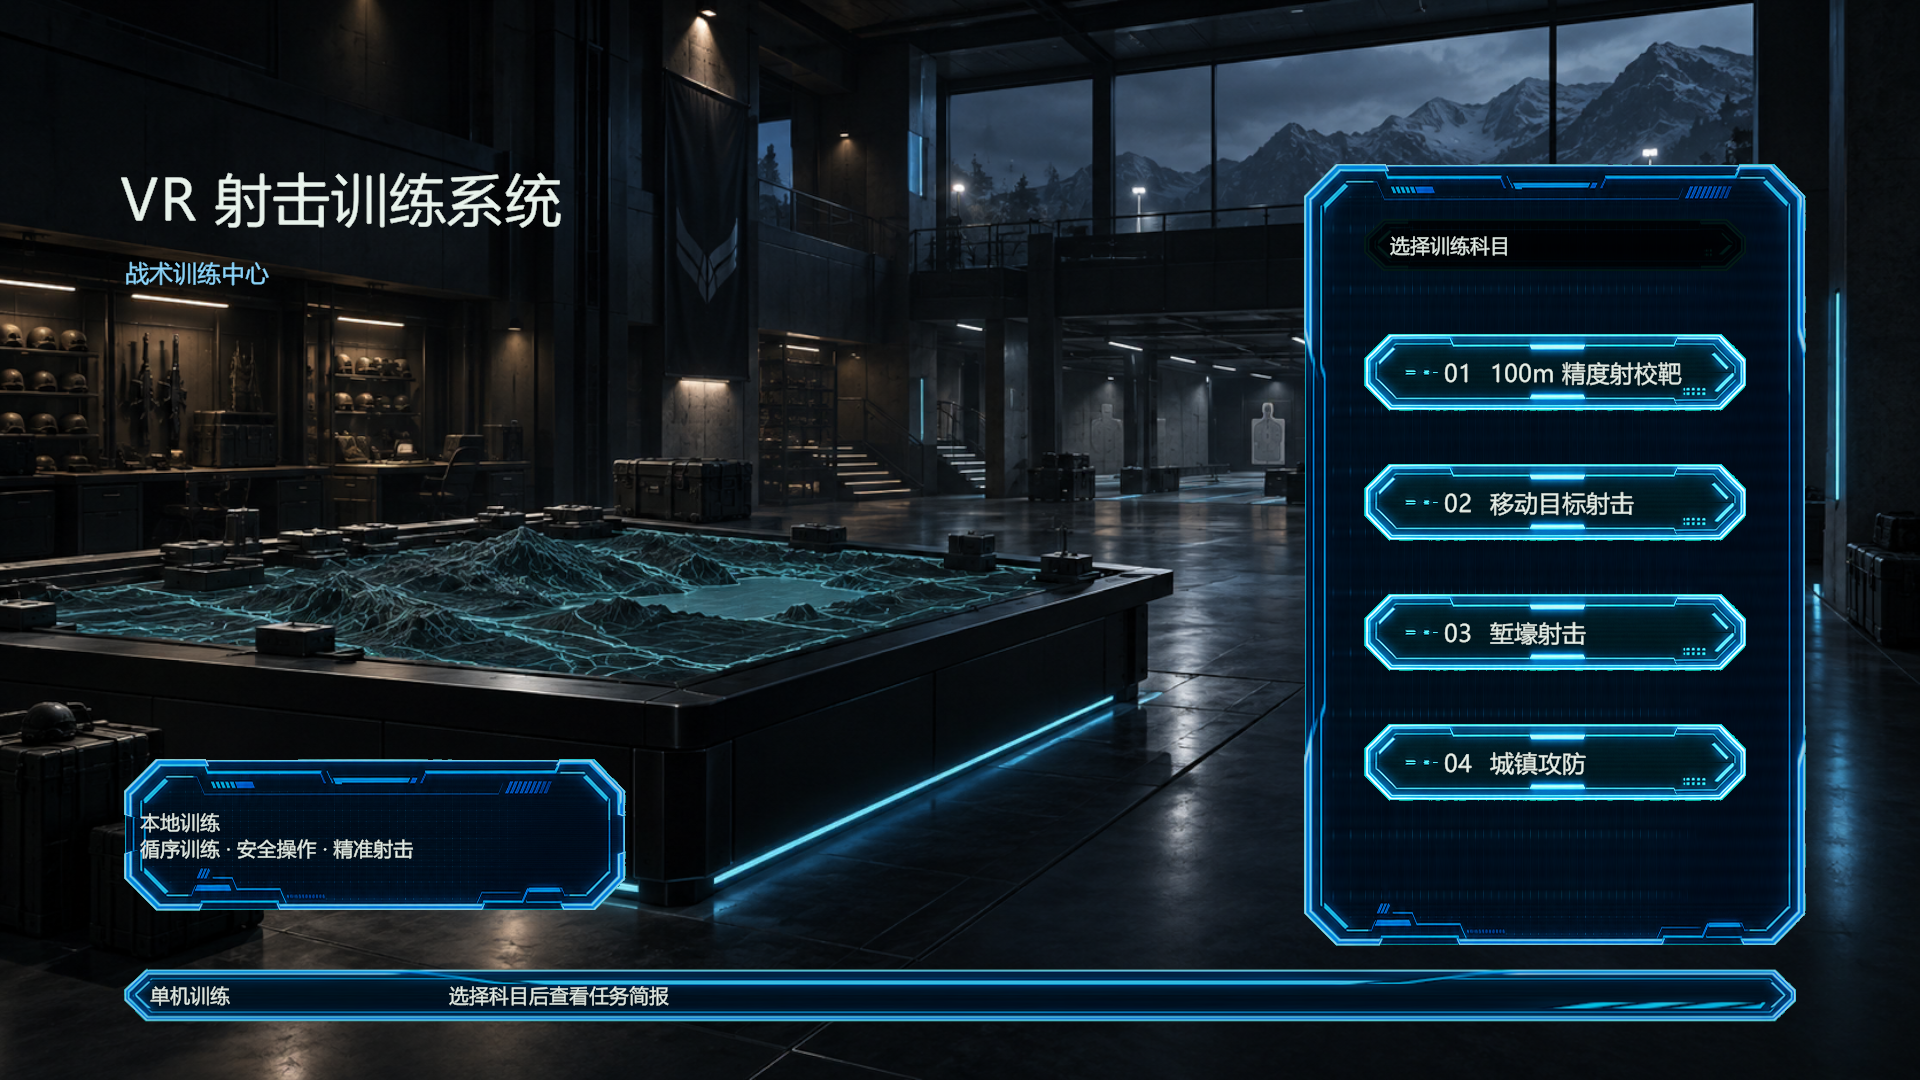 VR 射击训练系统
战术训练中心
选择训练科目
01 100m 精度射校靶
02 移动目标射击
03 堑壕射击
04 城镇攻防
本地训练
循序训练 · 安全操作 · 精准射击
单机训练
选择科目后查看任务简报